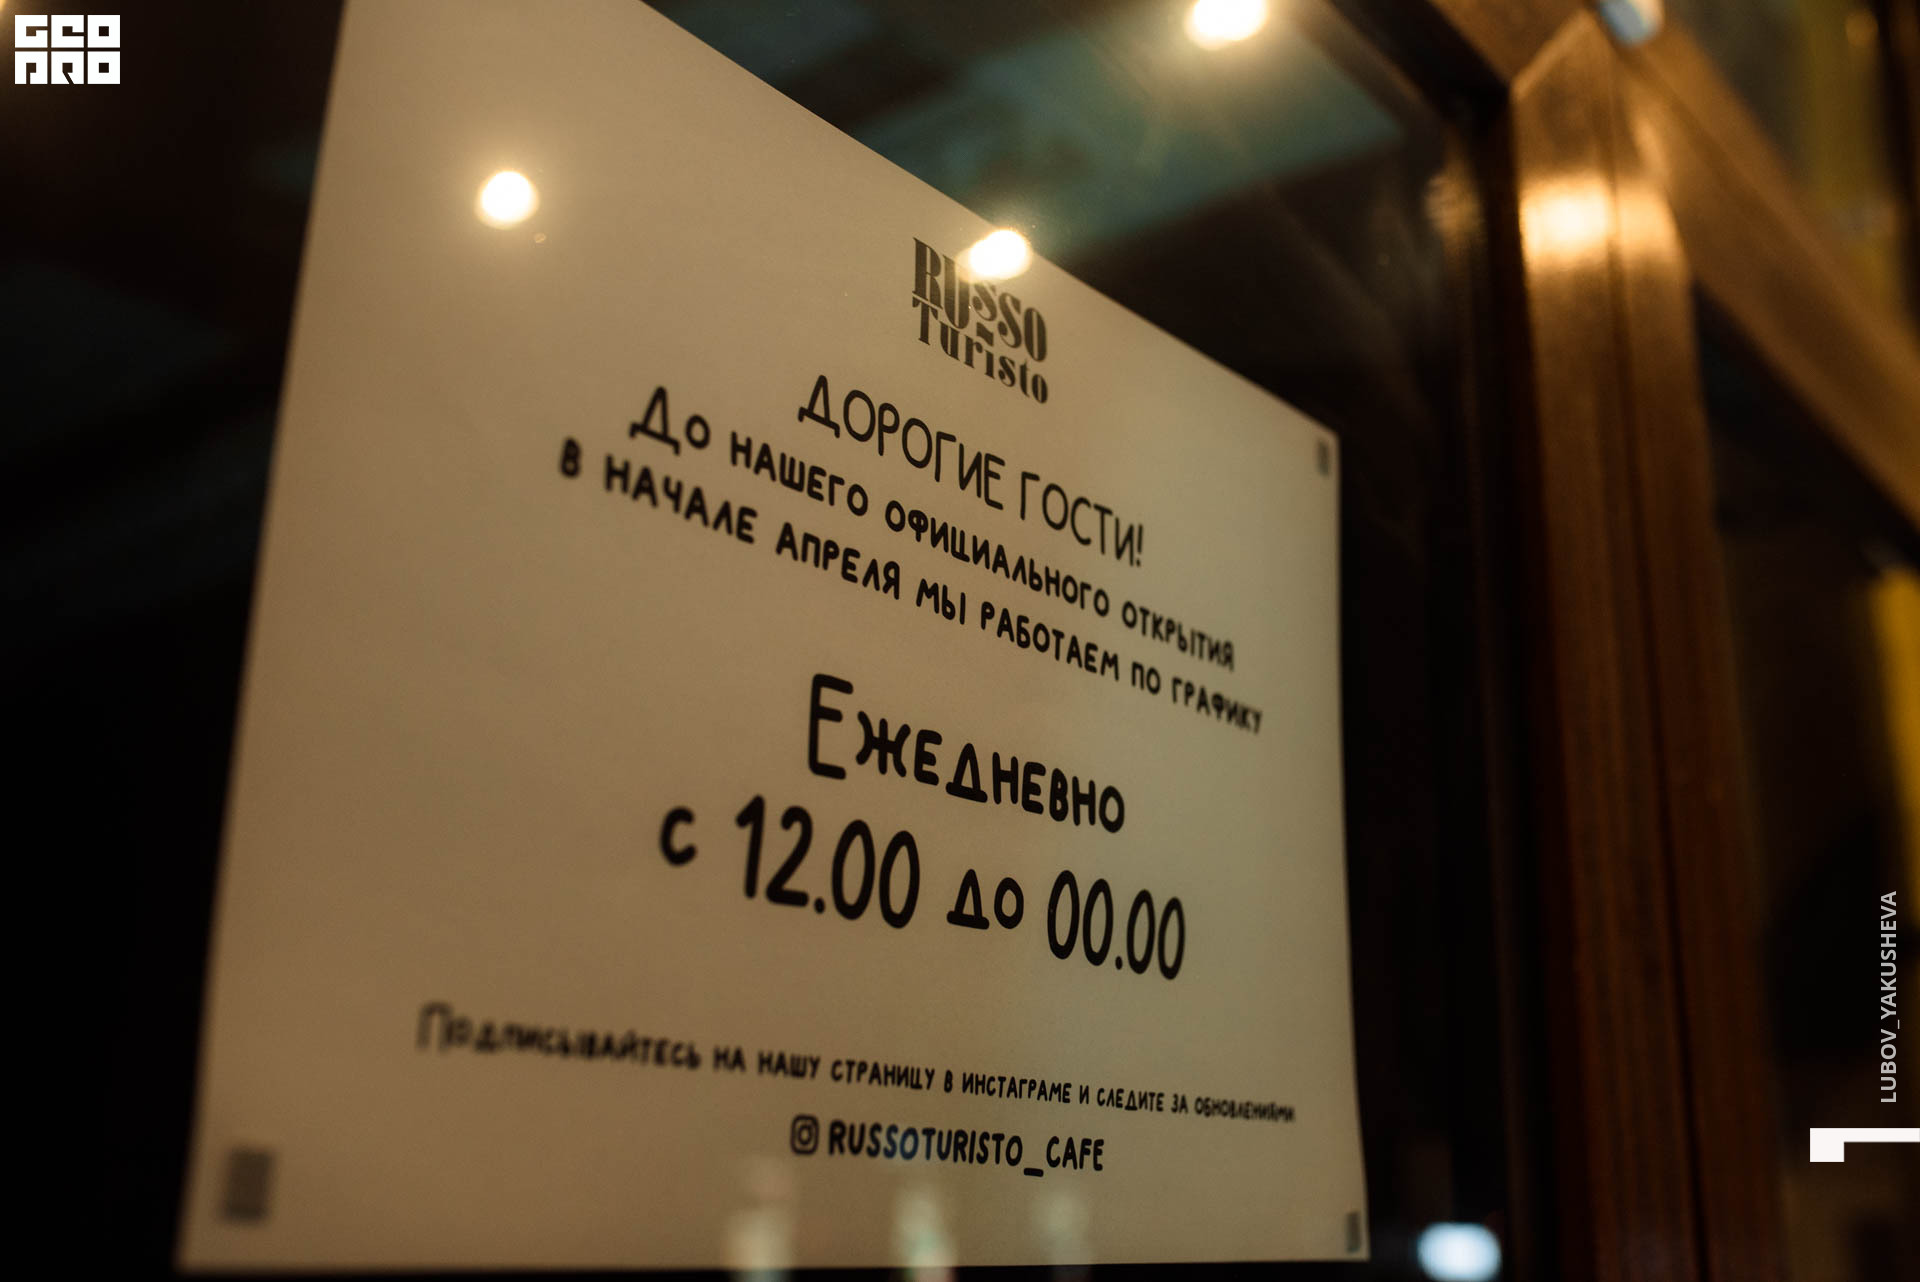 GEO
PRO
RUSSO
Turisto
ДОРОГИЕ ГОСТИ!
До нашего официального открытия
в начале апреля мы работаем по графику
Ежедневно
с 12.00 до 00.00
Подписывайтесь на нашу страницу в инстаграме и следите за обновлениями
RUSSOTURISTO_CAFE
LUBOV_YAKUSHEVA